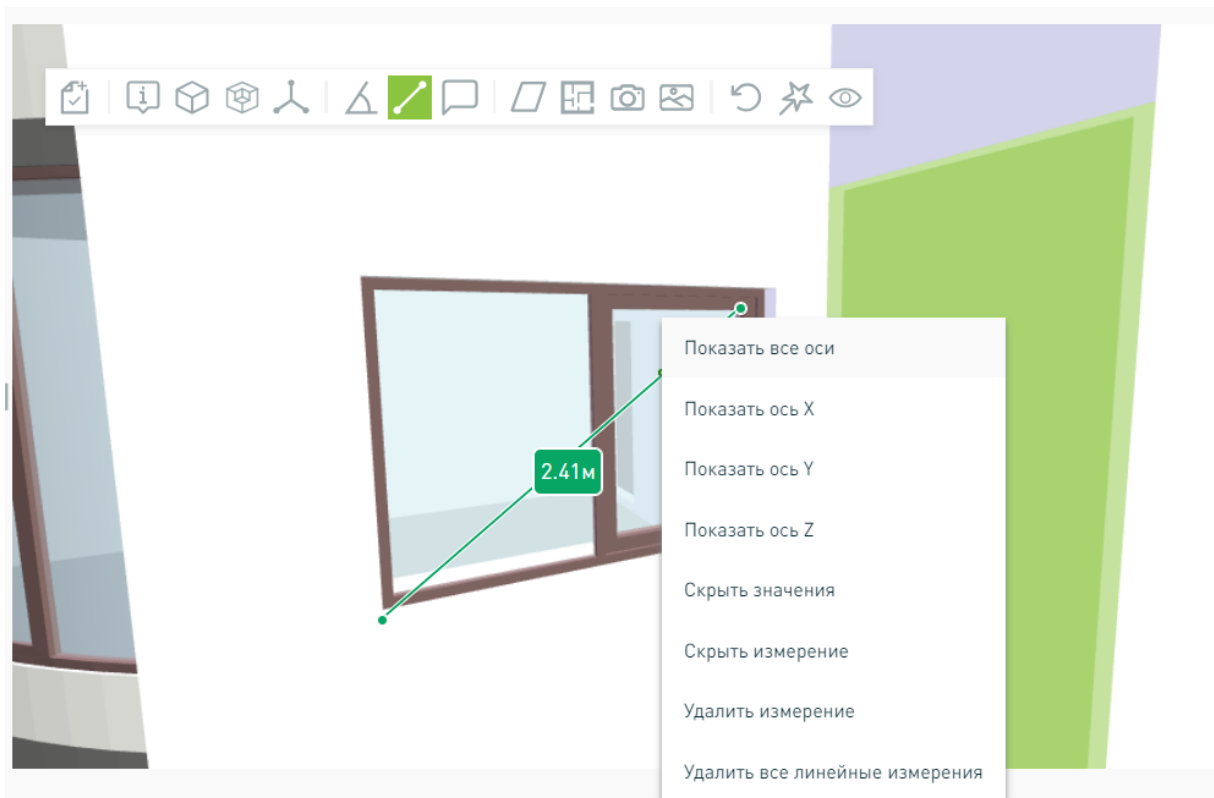 Показать все оси
Показать ось X
2.41м
Показать ось Y
Показать ось Z
Скрыть значения
Скрыть измерение
Удалить измерение
Удалить все линейные измерения